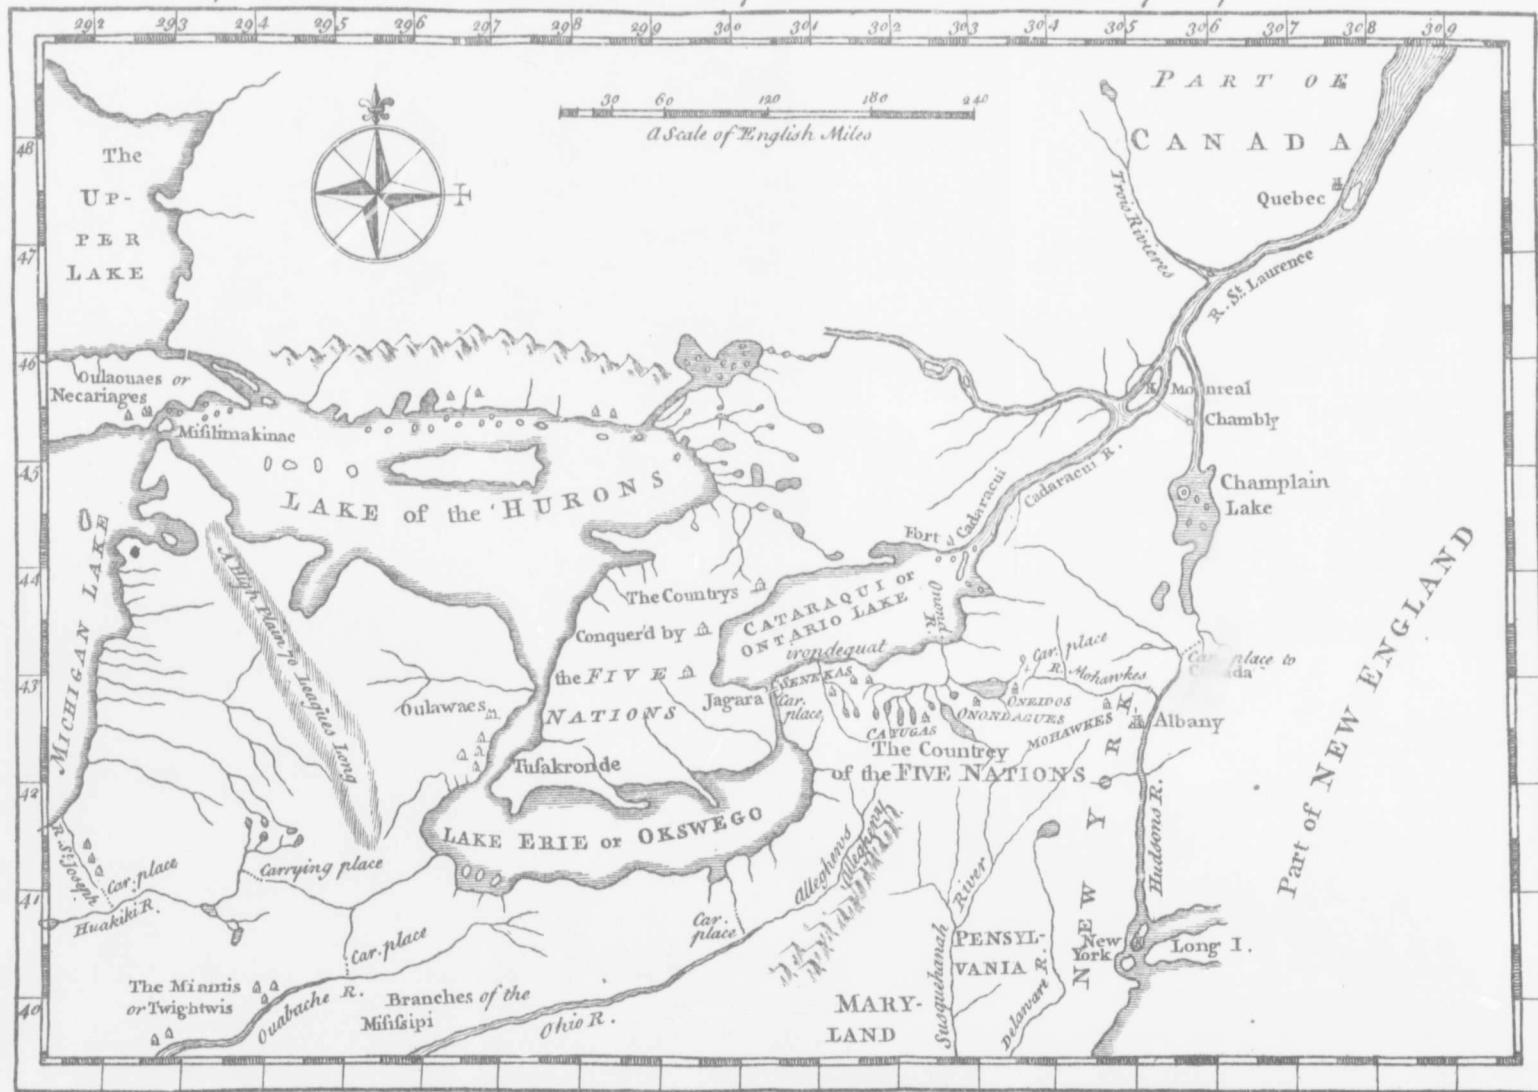 292 293 294 295 296 297 298 299 300 301 302 303 304 305 306 307 308 309
30 60 120 180 240
A Scale of English Miles
PART OF
CANADA
48
The
UP-
PER
LAKE
47
Quebec
Trois Rivieres
R. St. Laurence
46
Oulaouaes or
Necariages
Misilimakinac
Monreal
Chambly
45
LAKE of the HURONS
Champlain
Lake
Cadaracui R.
Fort Cadaracui
MICHIGAN LAKE
44
A High Plain 70 Leagues Long
The Countrys
Conquer'd by
the FIVE
NATIONS
CATARAQUI or
ONTARIO LAKE
Onond. R.
irondequat
43
Car. place
R. Mohawkes
Car. place to
Canada
Jagara
SENEKAS
Car.
place
Oulawaes
ONEIDOS
ONONDAGUES
CAYUGAS
MOHAWKES
Albany
The Countrey
of the FIVE NATIONS
Tusakronde
42
LAKE ERIE or OKSWEGO
Part of NEW ENGLAND
NEW YORK
Hudsons R.
R. St. Joseph
Car. place
Huakiki R.
Carrying place
41
Alleghens
Allegheny
Car.
place
Car. place
River
Susquehanah
PENSYL-
VANIA
Delawart R.
New
York
Long I.
The Miantis
or Twightwis
40
Ouabache R.
Branches of the
Misisipi
Ohio R.
MARY-
LAND